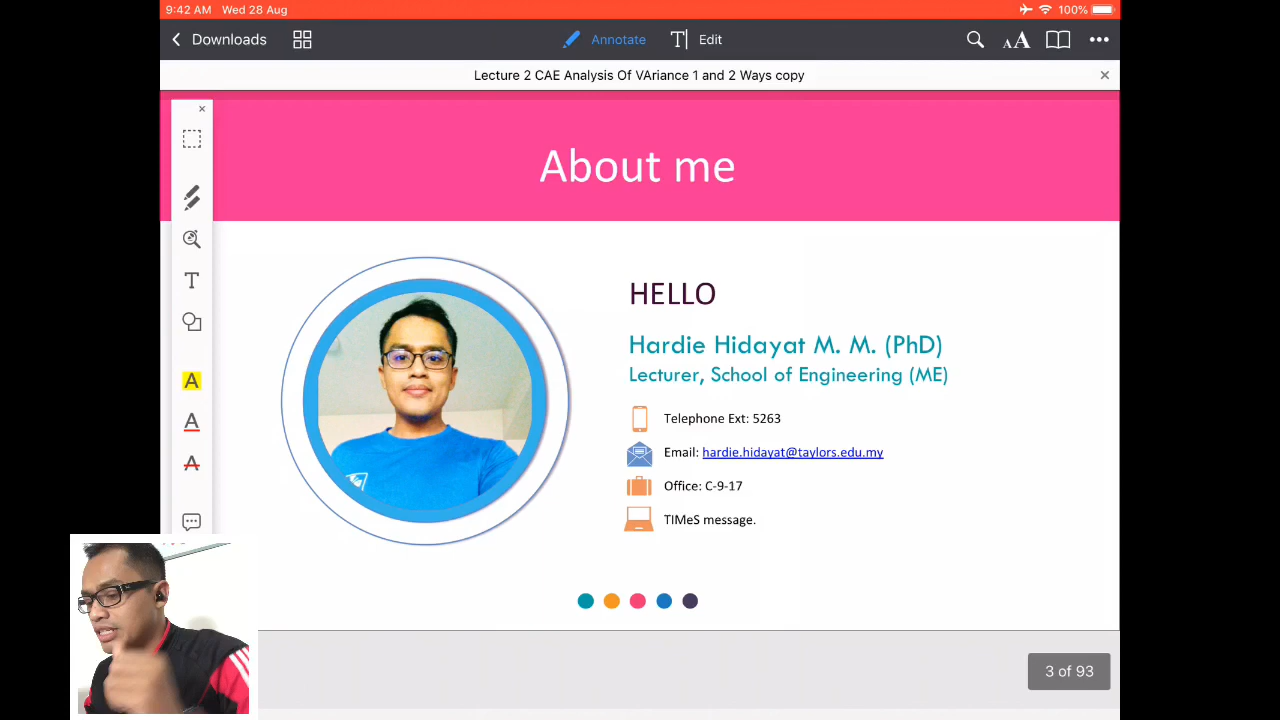 9:42 AM Wed 28 Aug 100%
Downloads Annotate T Edit AA
Lecture 2 CAE Analysis Of VAriance 1 and 2 Ways copy
About me
T
A
A
A
HELLO
Hardie Hidayat M. M. (PhD)
Lecturer, School of Engineering (ME)
Telephone Ext: 5263
Email: hardie.hidayat@taylors.edu.my
Office: C-9-17
TIMeS message.
3 of 93